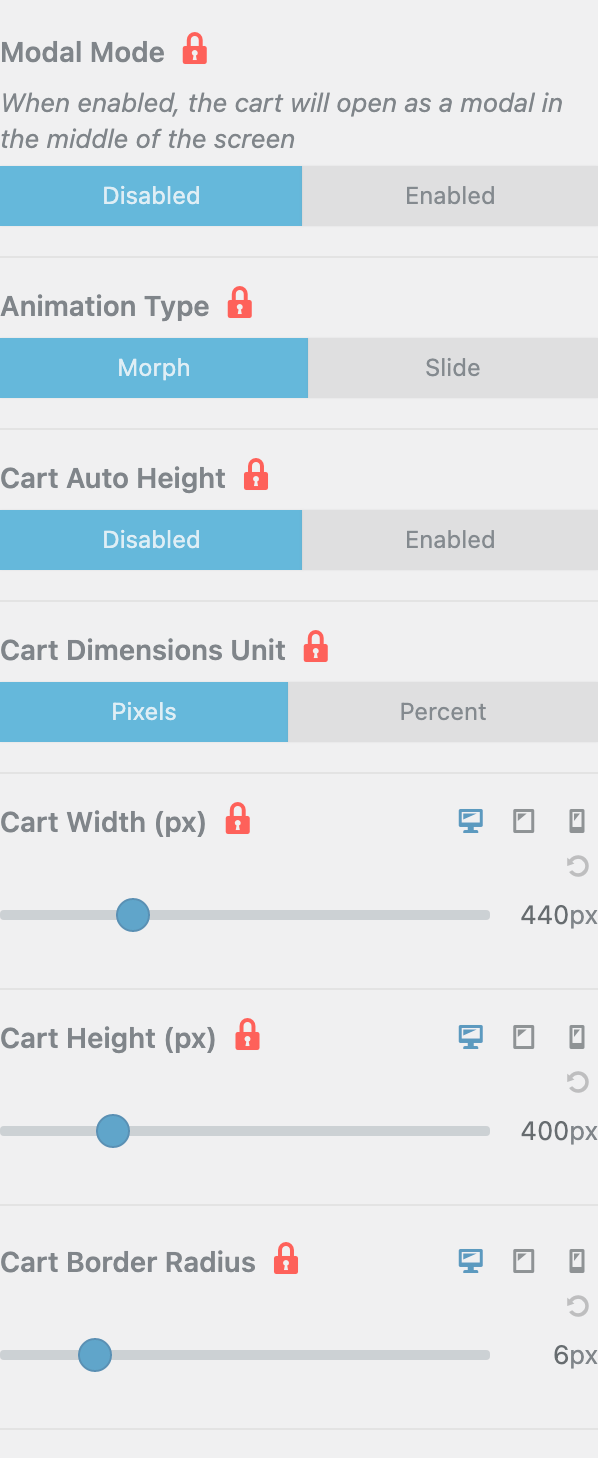 Modal Mode
When enabled, the cart will open as a modal in
the middle of the screen
Disabled Enabled
Animation Type
Morph Slide
Cart Auto Height
Disabled Enabled
Cart Dimensions Unit
Pixels Percent
Cart Width (px)
440px
Cart Height (px)
400px
Cart Border Radius
6px